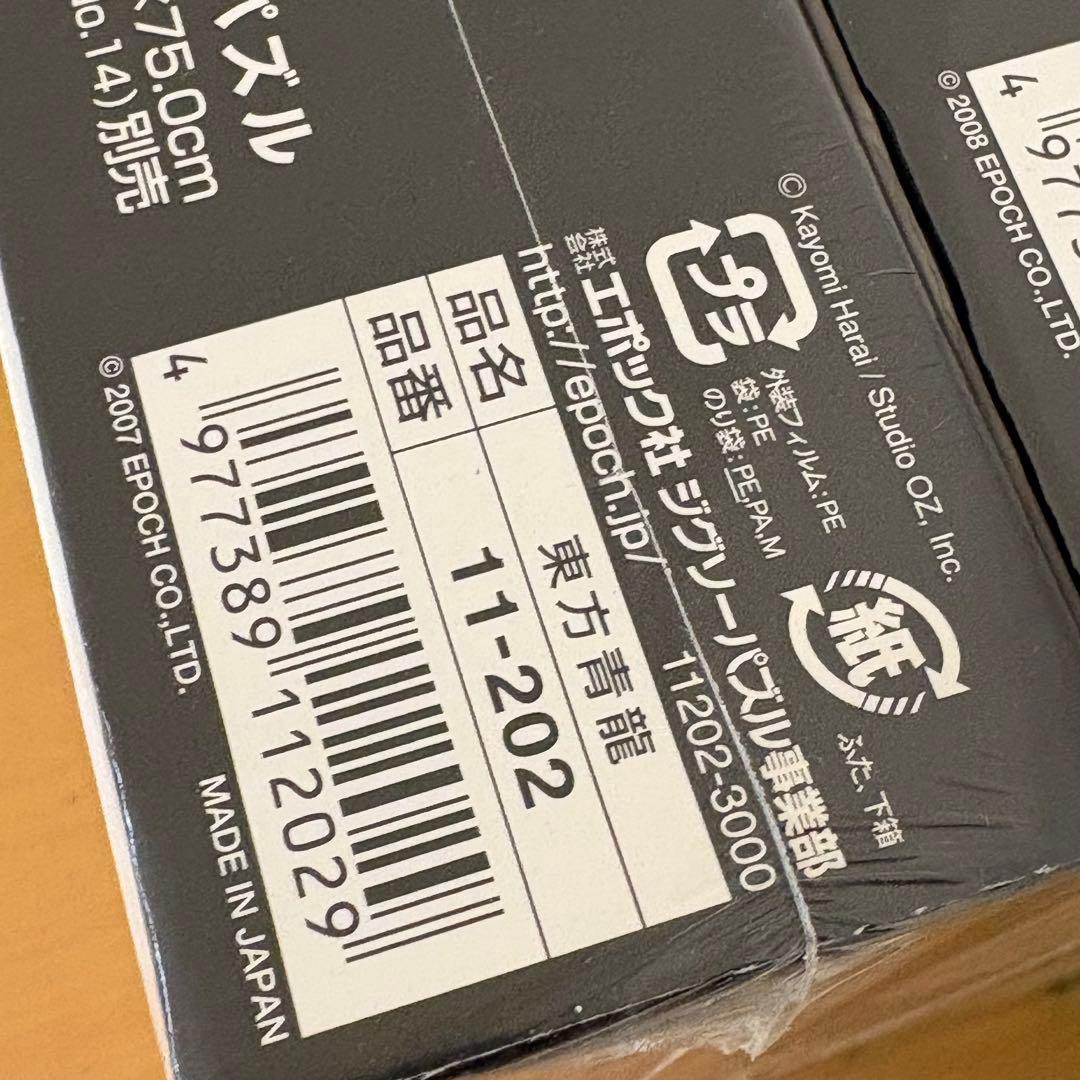 パズル
75.0cm
No.14)別売
© Kayomi Harai / Studio OZ, Inc.
プラ
外装フィルム:PE
袋:PE
のり袋:PE,PA,M
紙
ふた、下箱
株式会社 エポック社 ジグソーパズル事業部
http://epoch.jp/
11202-3000
品名 東方青龍
品番 11-202
4 977389 112029
© 2007 EPOCH CO.,LTD.
MADE IN JAPAN
4
© 2008 EPOCH CO.,LTD.